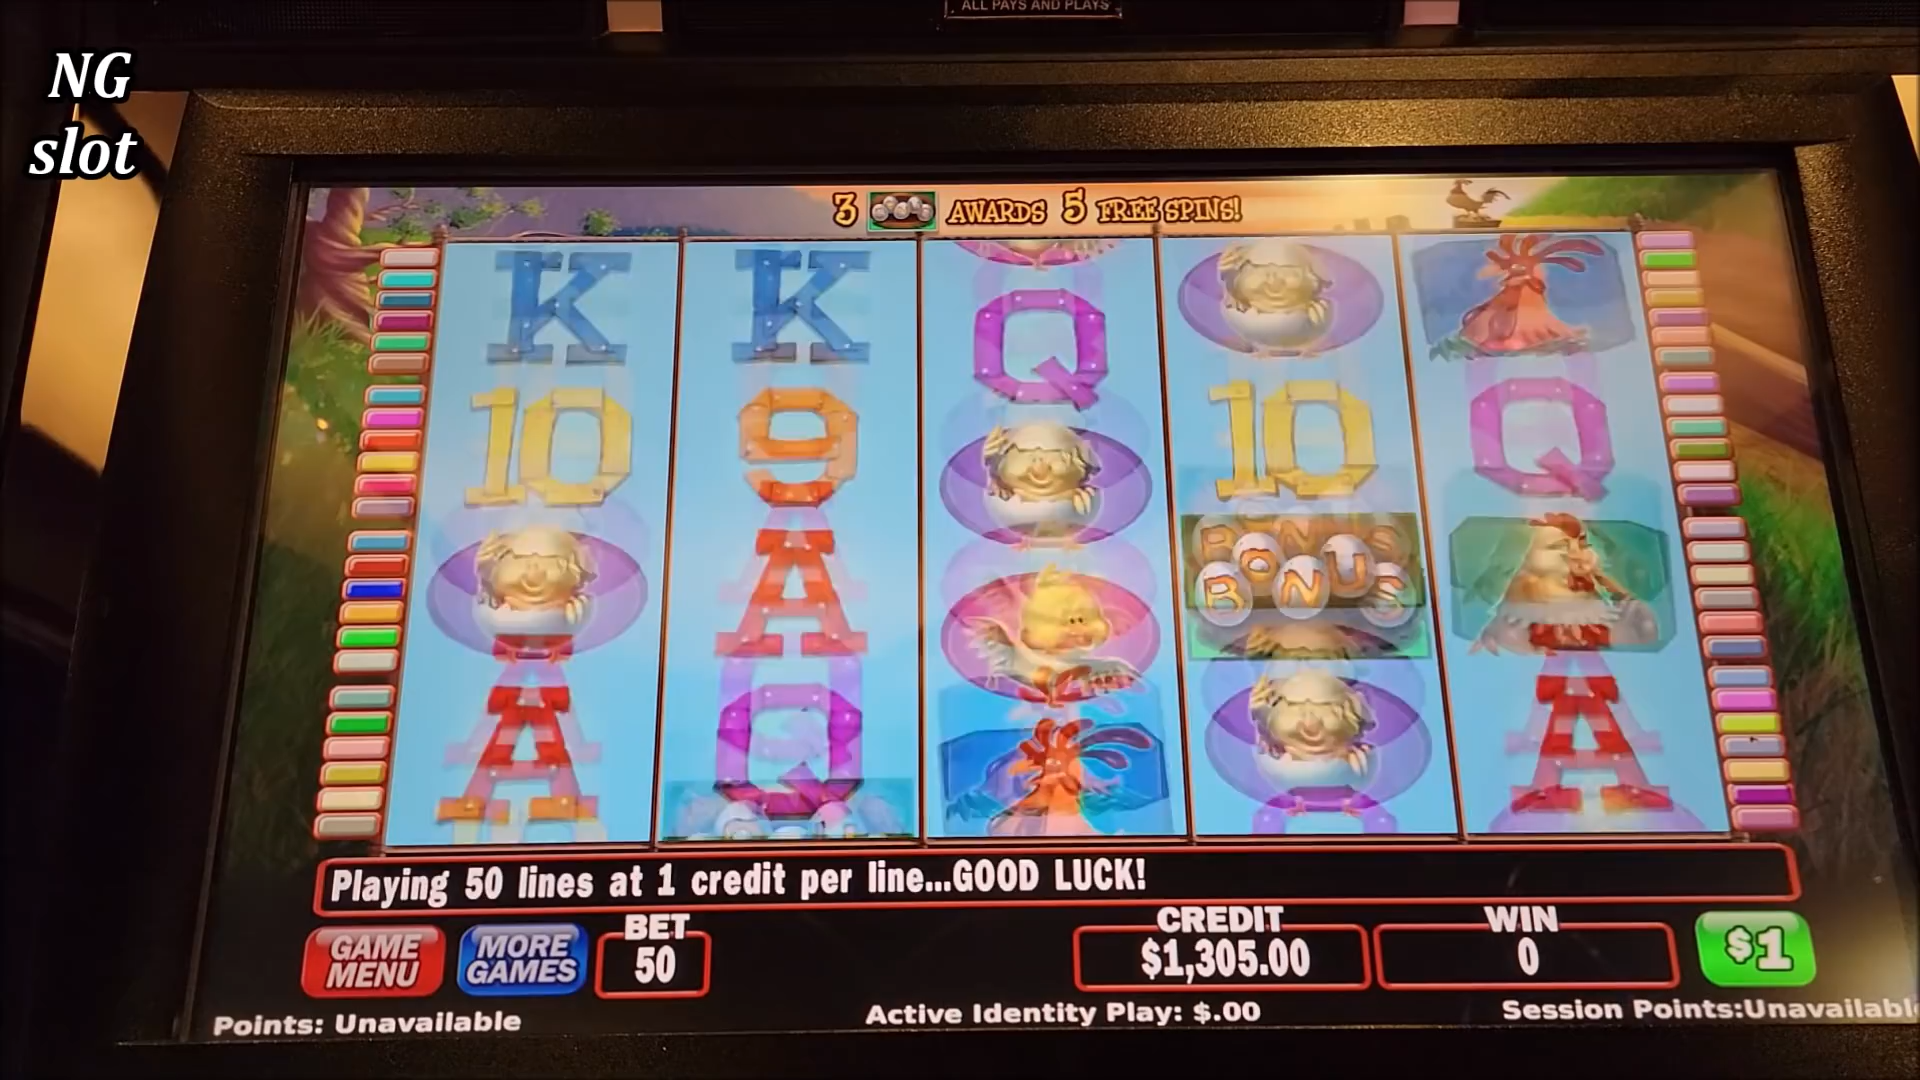 ALL PAYS AND PLAYS
NG
slot
3 AWARDS 5 FREE SPINS!
K K Q
10 9 10 Q
A BONUS
A Q A
Playing 50 lines at 1 credit per line...GOOD LUCK!
GAME
MENU
MORE
GAMES
BET
50
CREDIT
$1,305.00
WIN
0
$1
Points: Unavailable
Active Identity Play: $.00
Session Points:Unavailabl